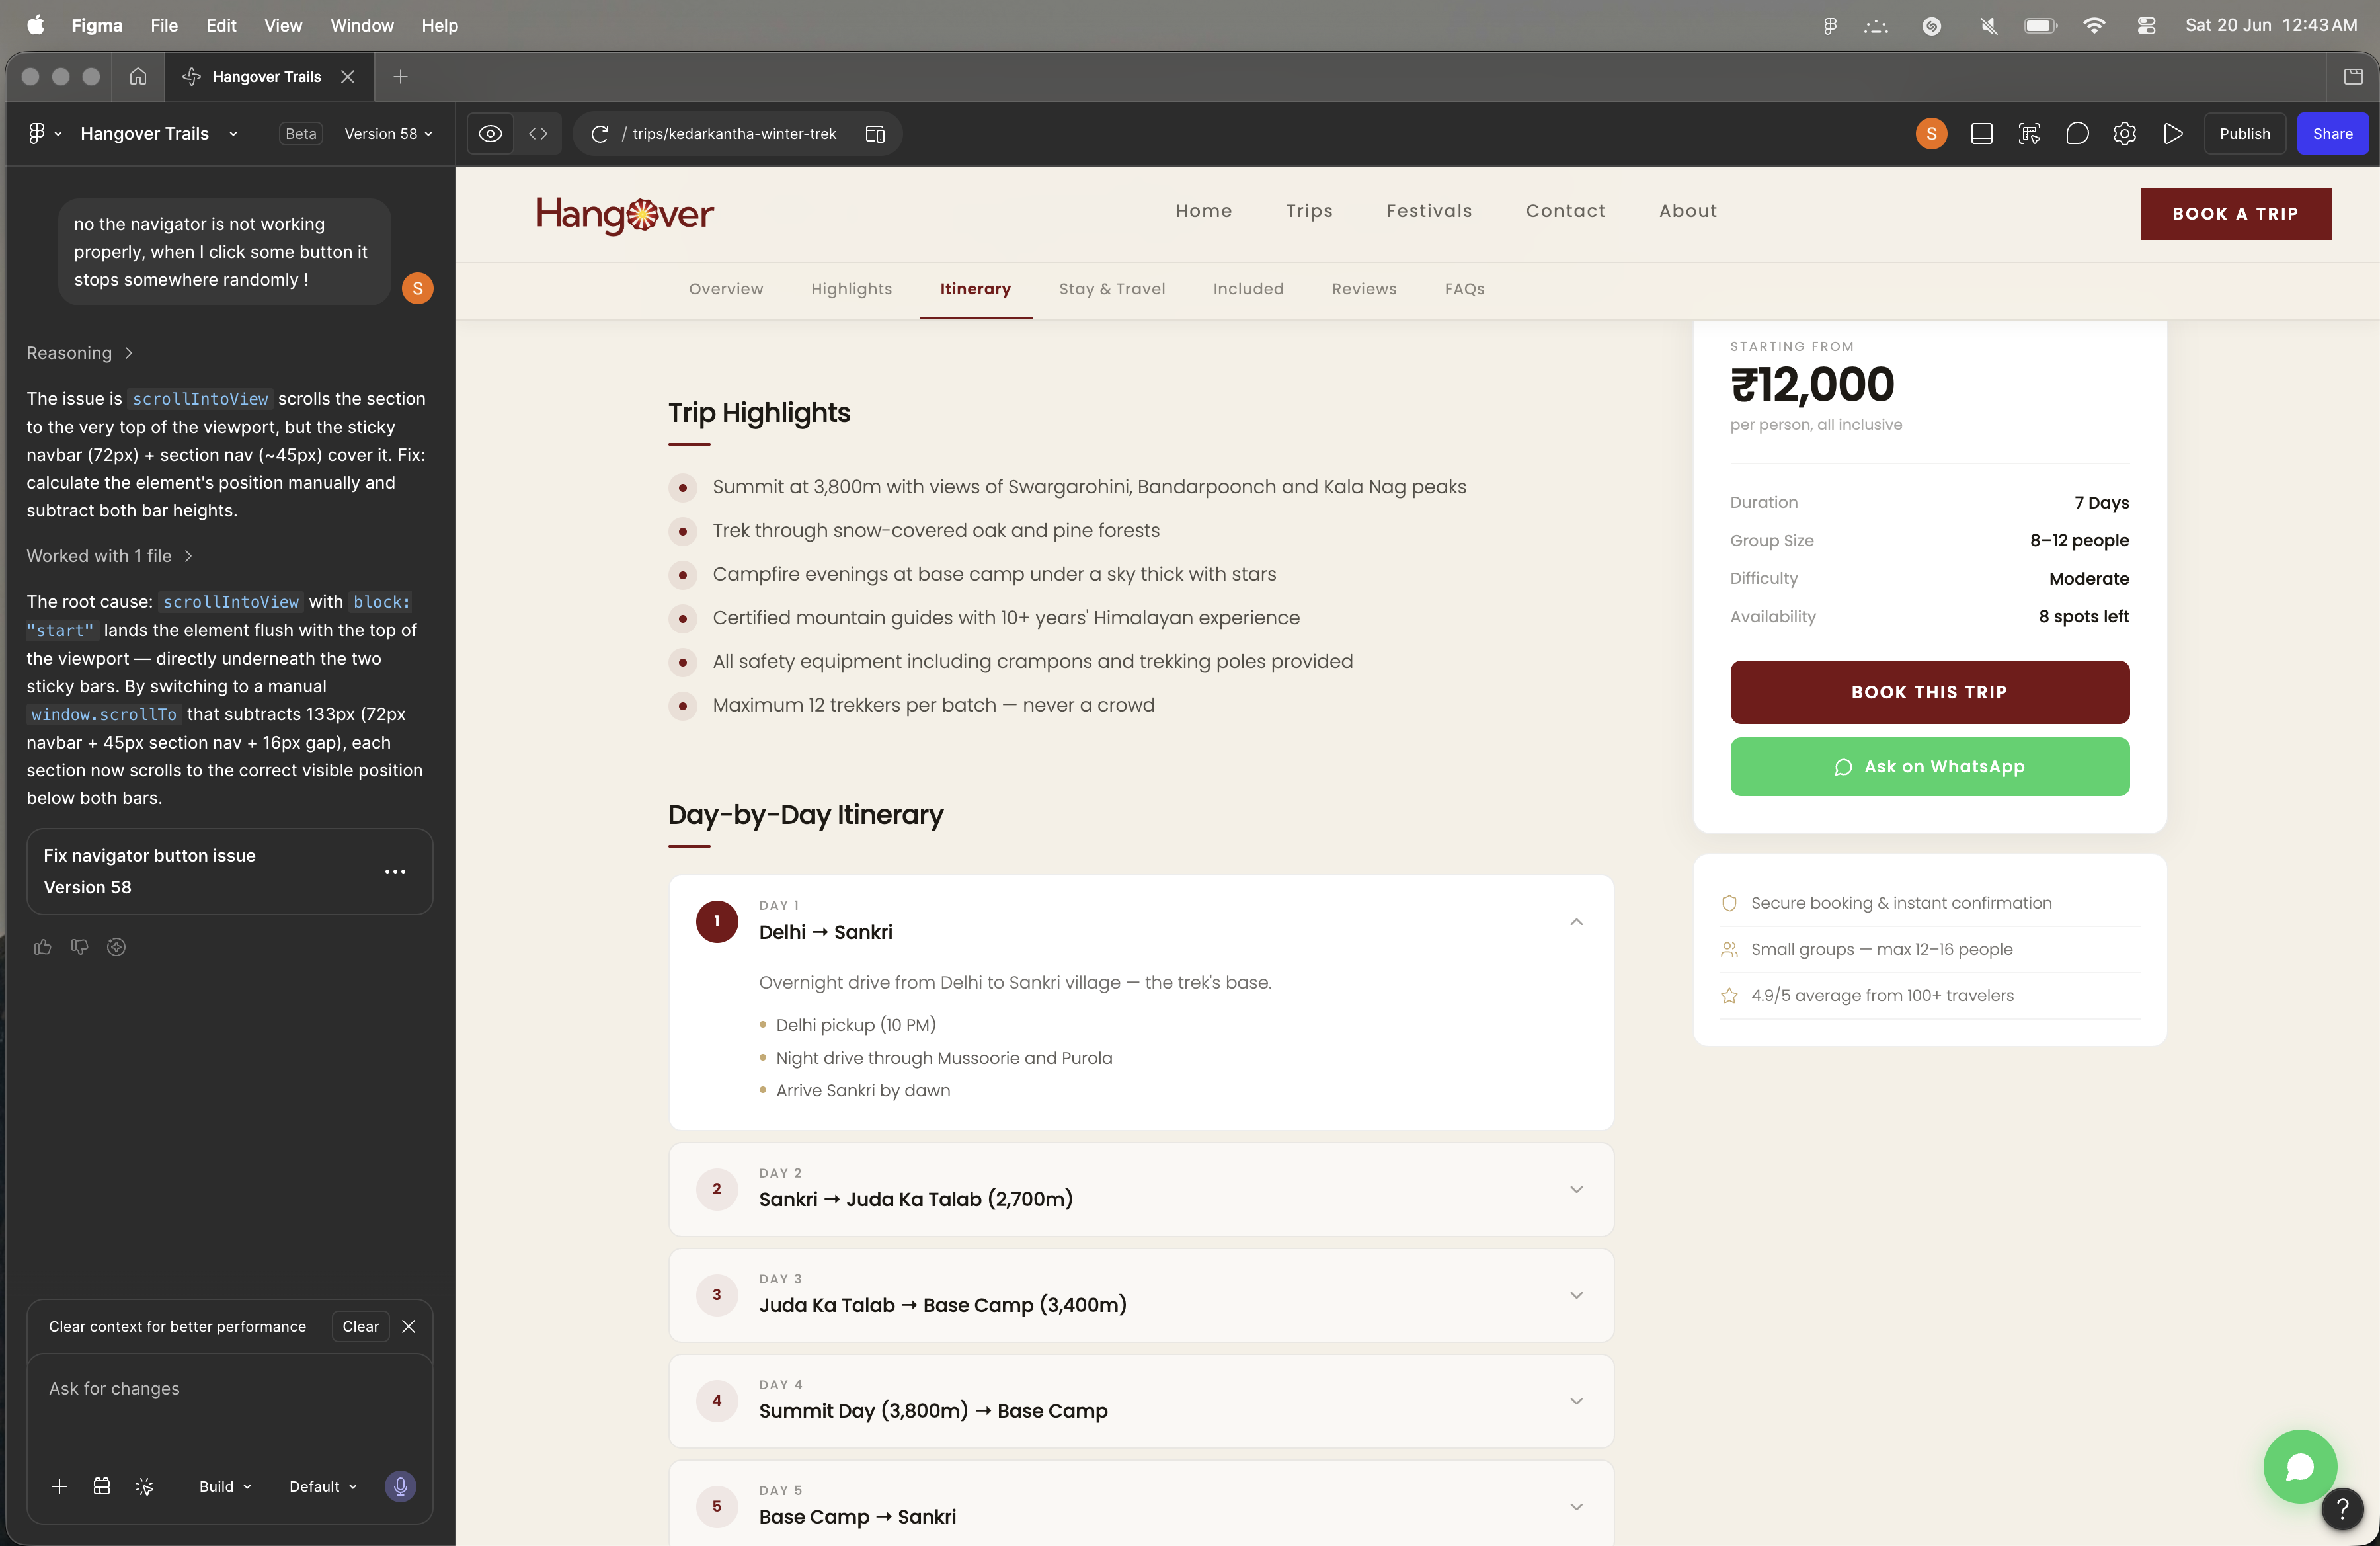 Figma File Edit View Window Help
Sat 20 Jun 12:43 AM
Hangover Trails
Hangover Trails
Beta
Version 58
/ trips/kedarkantha-winter-trek
S
Publish
Share
no the navigator is not working
properly, when I click some button it
stops somewhere randomly !
S
Reasoning
The issue is scrollIntoView scrolls the section
to the very top of the viewport, but the sticky
navbar (72px) + section nav (~45px) cover it. Fix:
calculate the element's position manually and
subtract both bar heights.
Worked with 1 file
The root cause: scrollIntoView with block:
"start" lands the element flush with the top of
the viewport — directly underneath the two
sticky bars. By switching to a manual
window.scrollTo that subtracts 133px (72px
navbar + 45px section nav + 16px gap), each
section now scrolls to the correct visible position
below both bars.
Fix navigator button issue
Version 58
Clear context for better performance
Clear
Ask for changes
Build
Default
Hangover
Home Trips Festivals Contact About
BOOK A TRIP
Overview Highlights Itinerary Stay & Travel Included Reviews FAQs
Trip Highlights
Summit at 3,800m with views of Swargarohini, Bandarpoonch and Kala Nag peaks
Trek through snow-covered oak and pine forests
Campfire evenings at base camp under a sky thick with stars
Certified mountain guides with 10+ years' Himalayan experience
All safety equipment including crampons and trekking poles provided
Maximum 12 trekkers per batch — never a crowd
Day-by-Day Itinerary
1
DAY 1
Delhi → Sankri
Overnight drive from Delhi to Sankri village — the trek's base.
Delhi pickup (10 PM)
Night drive through Mussoorie and Purola
Arrive Sankri by dawn
2
DAY 2
Sankri → Juda Ka Talab (2,700m)
3
DAY 3
Juda Ka Talab → Base Camp (3,400m)
4
DAY 4
Summit Day (3,800m) → Base Camp
5
DAY 5
Base Camp → Sankri
STARTING FROM
₹12,000
per person, all inclusive
Duration 7 Days
Group Size 8–12 people
Difficulty Moderate
Availability 8 spots left
BOOK THIS TRIP
Ask on WhatsApp
Secure booking & instant confirmation
Small groups — max 12–16 people
4.9/5 average from 100+ travelers
?